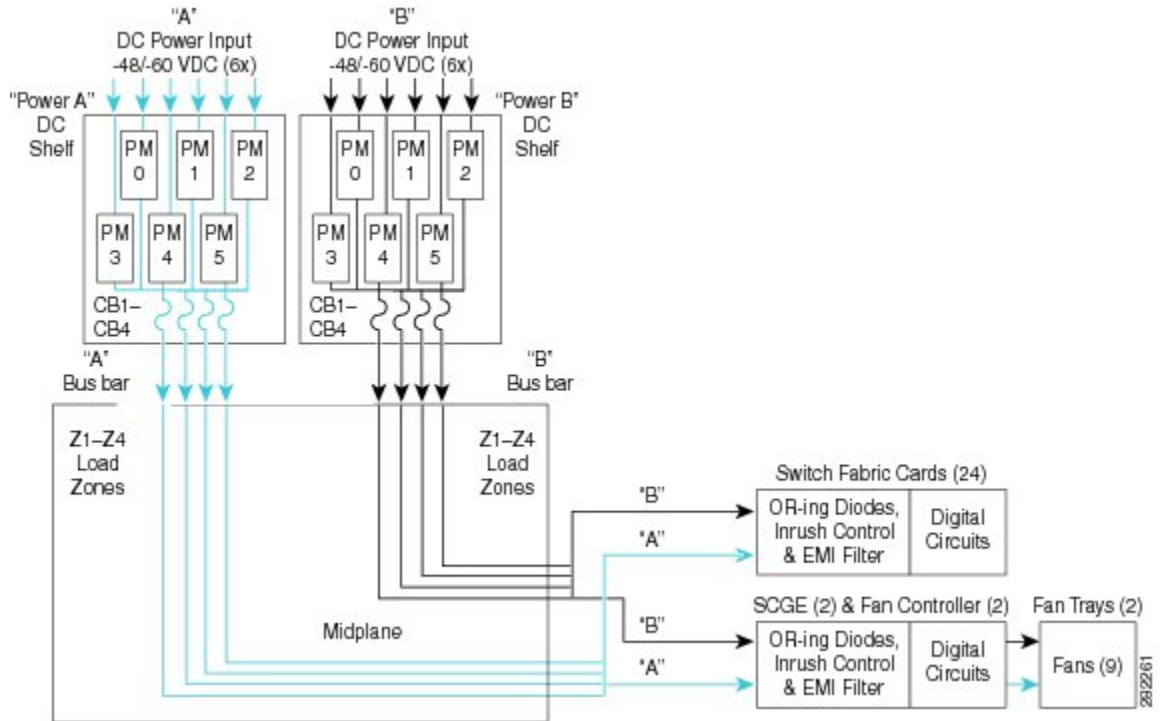 "A"
DC Power Input
-48/-60 VDC (6x)
"B"
DC Power Input
-48/-60 VDC (6x)
"Power A"
DC
Shelf
PM
0
PM
1
PM
2
PM
3
PM
4
PM
5
CB1–
CB4
"Power B"
DC
Shelf
PM
0
PM
1
PM
2
PM
3
PM
4
PM
5
CB1–
CB4
"A"
Bus bar
"B"
Bus bar
Z1–Z4
Load
Zones
Z1–Z4
Load
Zones
Midplane
"B"
"A"
Switch Fabric Cards (24)
OR-ing Diodes,
Inrush Control
& EMI Filter
Digital
Circuits
"B"
"A"
SCGE (2) & Fan Controller (2)
OR-ing Diodes,
Inrush Control
& EMI Filter
Digital
Circuits
Fan Trays (2)
Fans (9)
292261